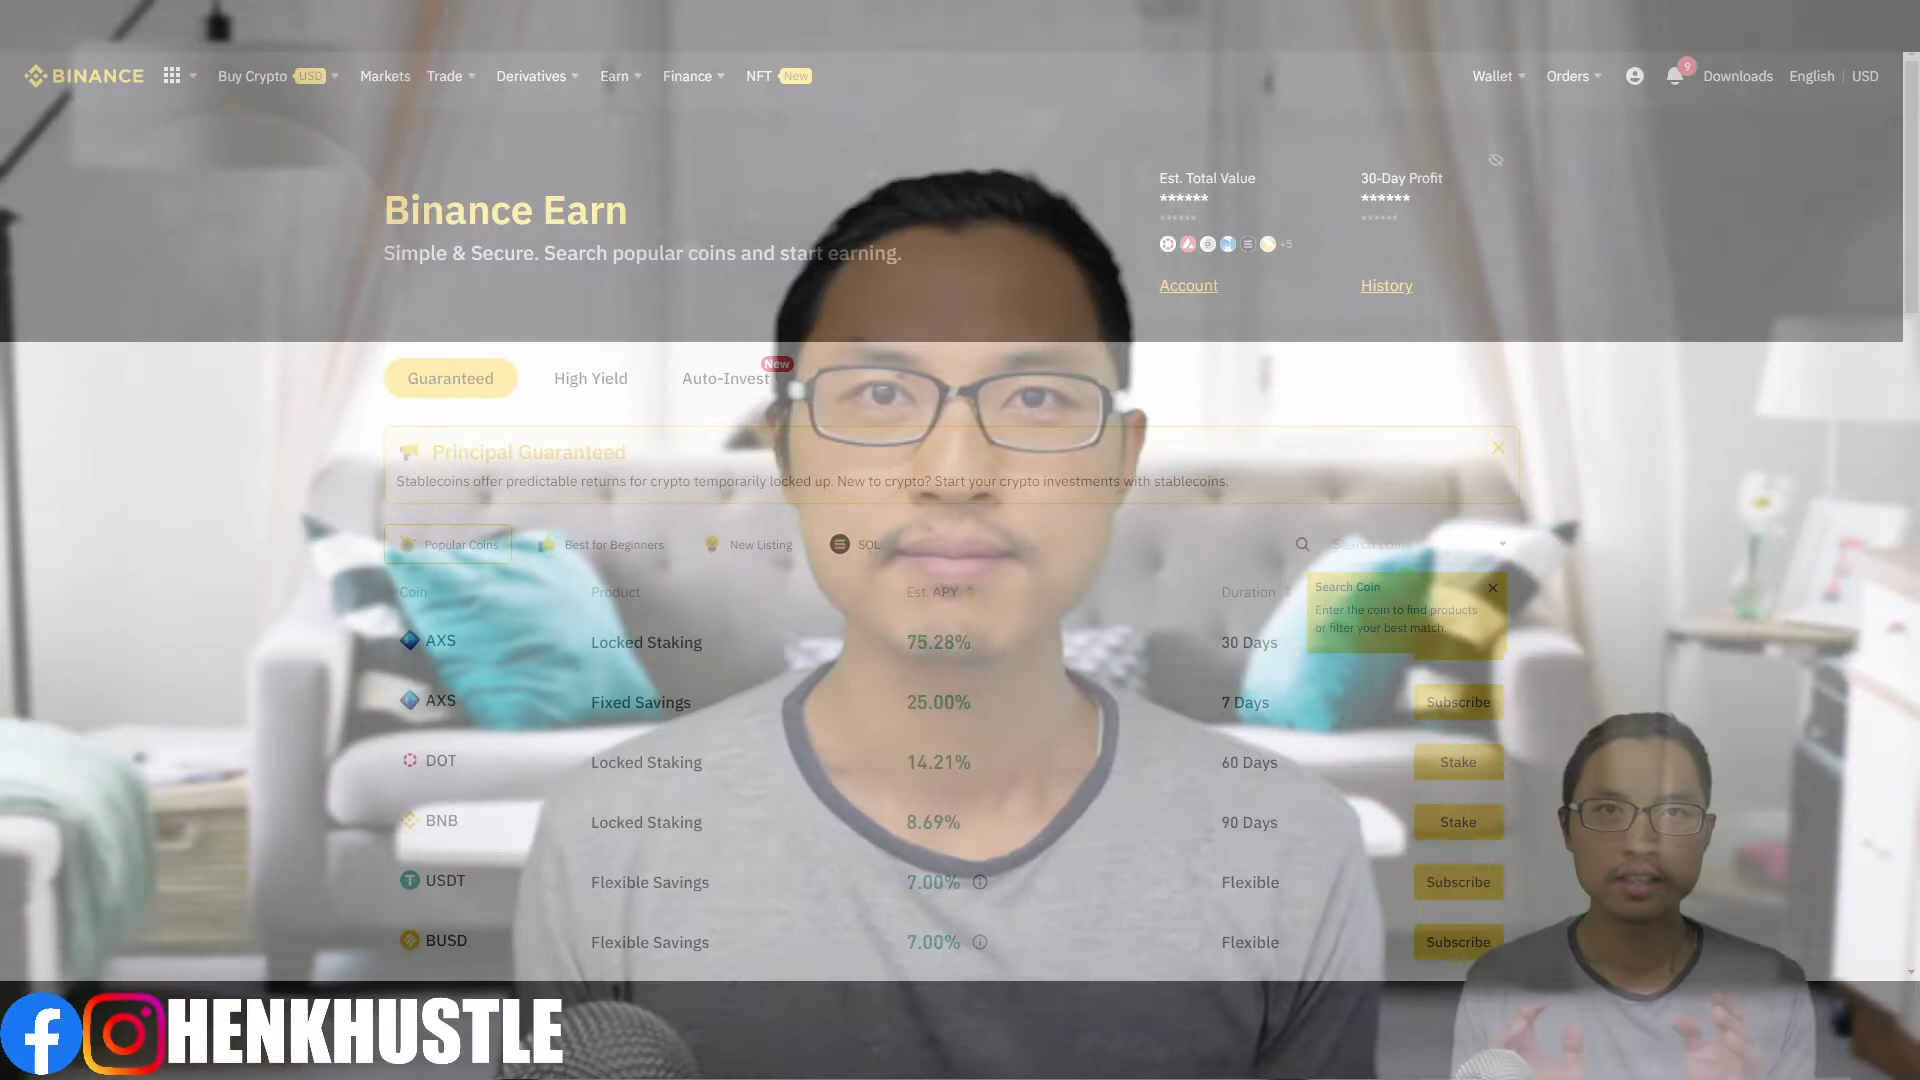 BINANCE Buy Crypto USD Markets Trade Derivatives Earn Finance NFT New Wallet Orders 9 Downloads English USD
Est. Total Value 30-Day Profit
****** ******
****** ******
Binance Earn
Simple & Secure. Search popular coins and start earning.
+5
Account History
Guaranteed High Yield Auto-Invest New
Principal Guaranteed
Stablecoins offer predictable returns for crypto temporarily locked up. New to crypto? Start your crypto investments with stablecoins.
Popular Coins Best for Beginners New Listing SOL Search coins
Coin Product Est. APY Duration
Search Coin
Enter the coin to find products
or filter your best match.
AXS Locked Staking 75.28% 30 Days
AXS Fixed Savings 25.00% 7 Days Subscribe
DOT Locked Staking 14.21% 60 Days Stake
BNB Locked Staking 8.69% 90 Days Stake
USDT Flexible Savings 7.00% Flexible Subscribe
BUSD Flexible Savings 7.00% Flexible Subscribe
HENKHUSTLE